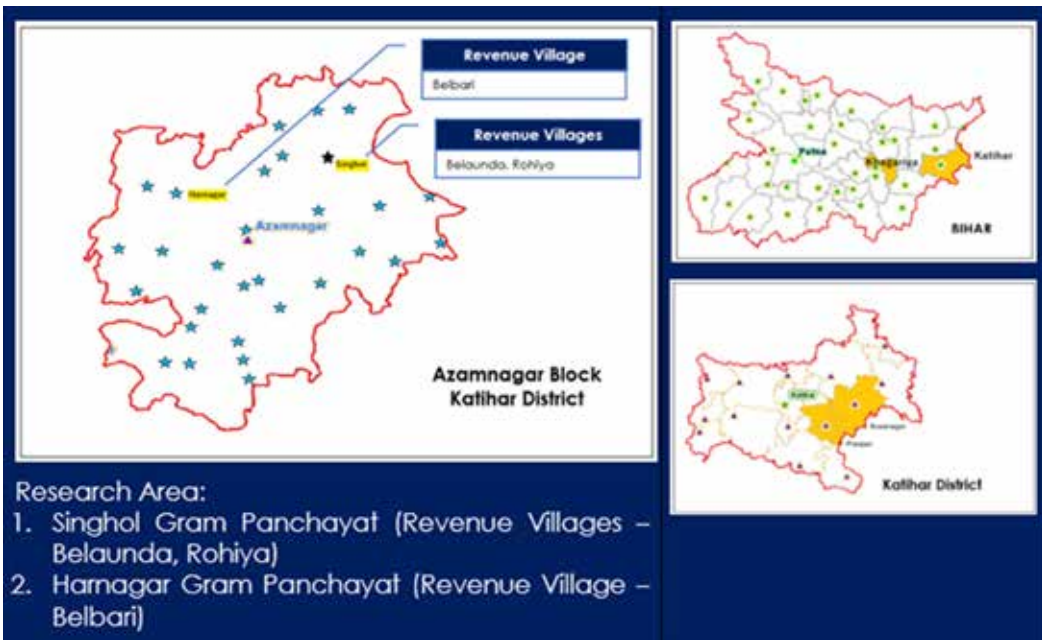 Revenue Village
Belbari
Revenue Villages
Belaunda, Rohiya
Singhol
Harnagar
Azamnagar
Azamnagar Block
Katihar District
Patna
Khagariya
Katihar
BIHAR
Katihar District
Research Area:
1. Singhol Gram Panchayat (Revenue Villages –
Belaunda, Rohiya)
2. Harnagar Gram Panchayat (Revenue Village –
Belbari)